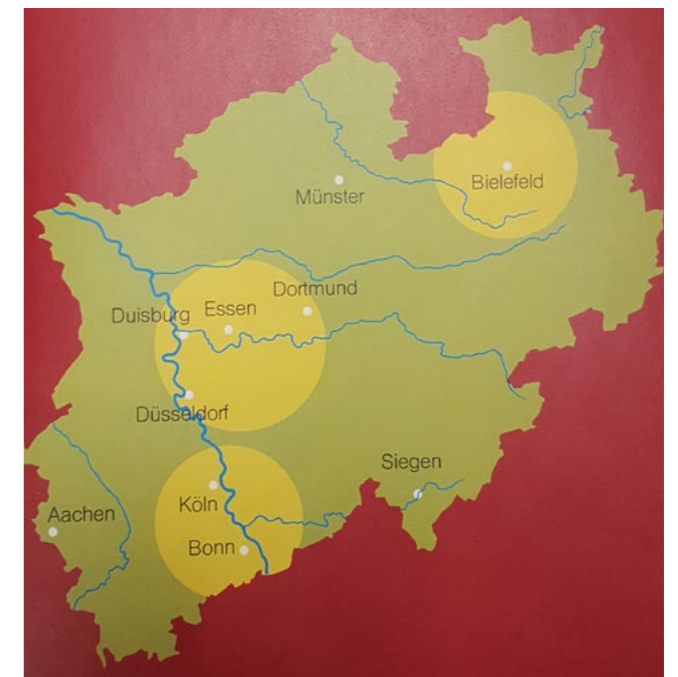 Bielefeld
Münster
Dortmund
Essen
Duisburg
Düsseldorf
Siegen
Köln
Aachen
Bonn